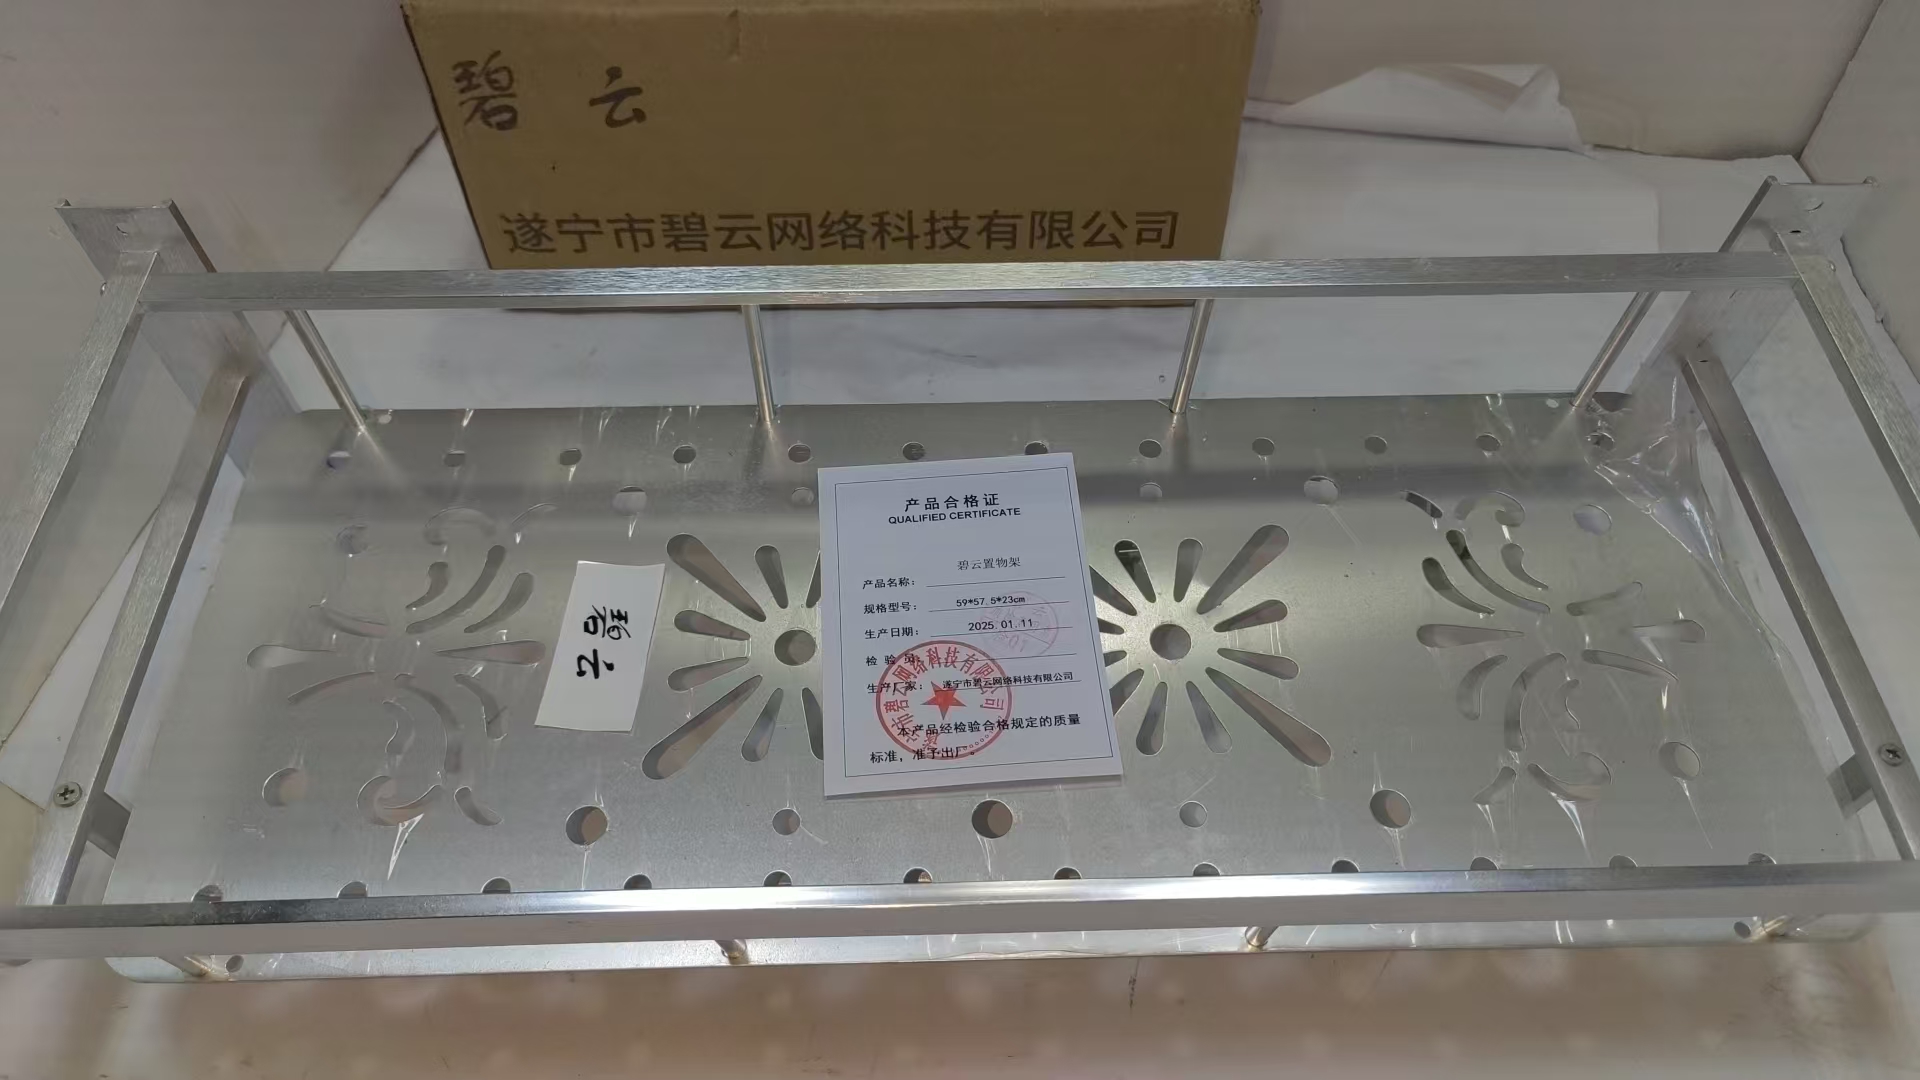 碧 云
遂宁市碧云网络科技有限公司
产品合格证
QUALIFIED CERTIFICATE
产品名称： 碧云置物架
规格型号： 59*57.5*23cm
生产日期： 2025.01.11
检 验 员
生产厂家： 遂宁市碧云网络科技有限公司
本产品经检验合格规定的质量
标准，准予出厂。